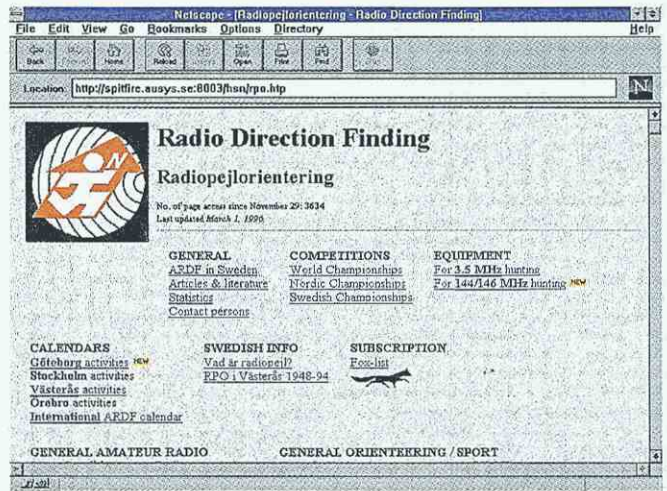 Netscape - [Radiopejlorientering - Radio Direction Finding]
File Edit View Go Bookmarks Options Directory Help
Back Home Reload Open Print Find
Location: http://spitfire.ausys.se:8003/hsn/rpo.htp
N
N
Radio Direction Finding
Radiopejlorientering
No. of page access since November 29: 3634
Last updated March 1, 1996.
GENERAL
ARDF in Sweden
Articles & literature
Statistics
Contact persons
COMPETITIONS
World Championships
Nordic Championships
Swedish Championships
EQUIPMENT
For 3.5 MHz hunting
For 144/146 MHz hunting NEW
CALENDARS
Göteborg activities NEW
Stockholm activities
Västerås activities
Örebro activities
International ARDF calendar
SWEDISH INFO
Vad är radiopejl?
RPO i Västerås 1948-94
SUBSCRIPTION
Fox-list
GENERAL AMATEUR RADIO
GENERAL ORIENTEERING / SPORT